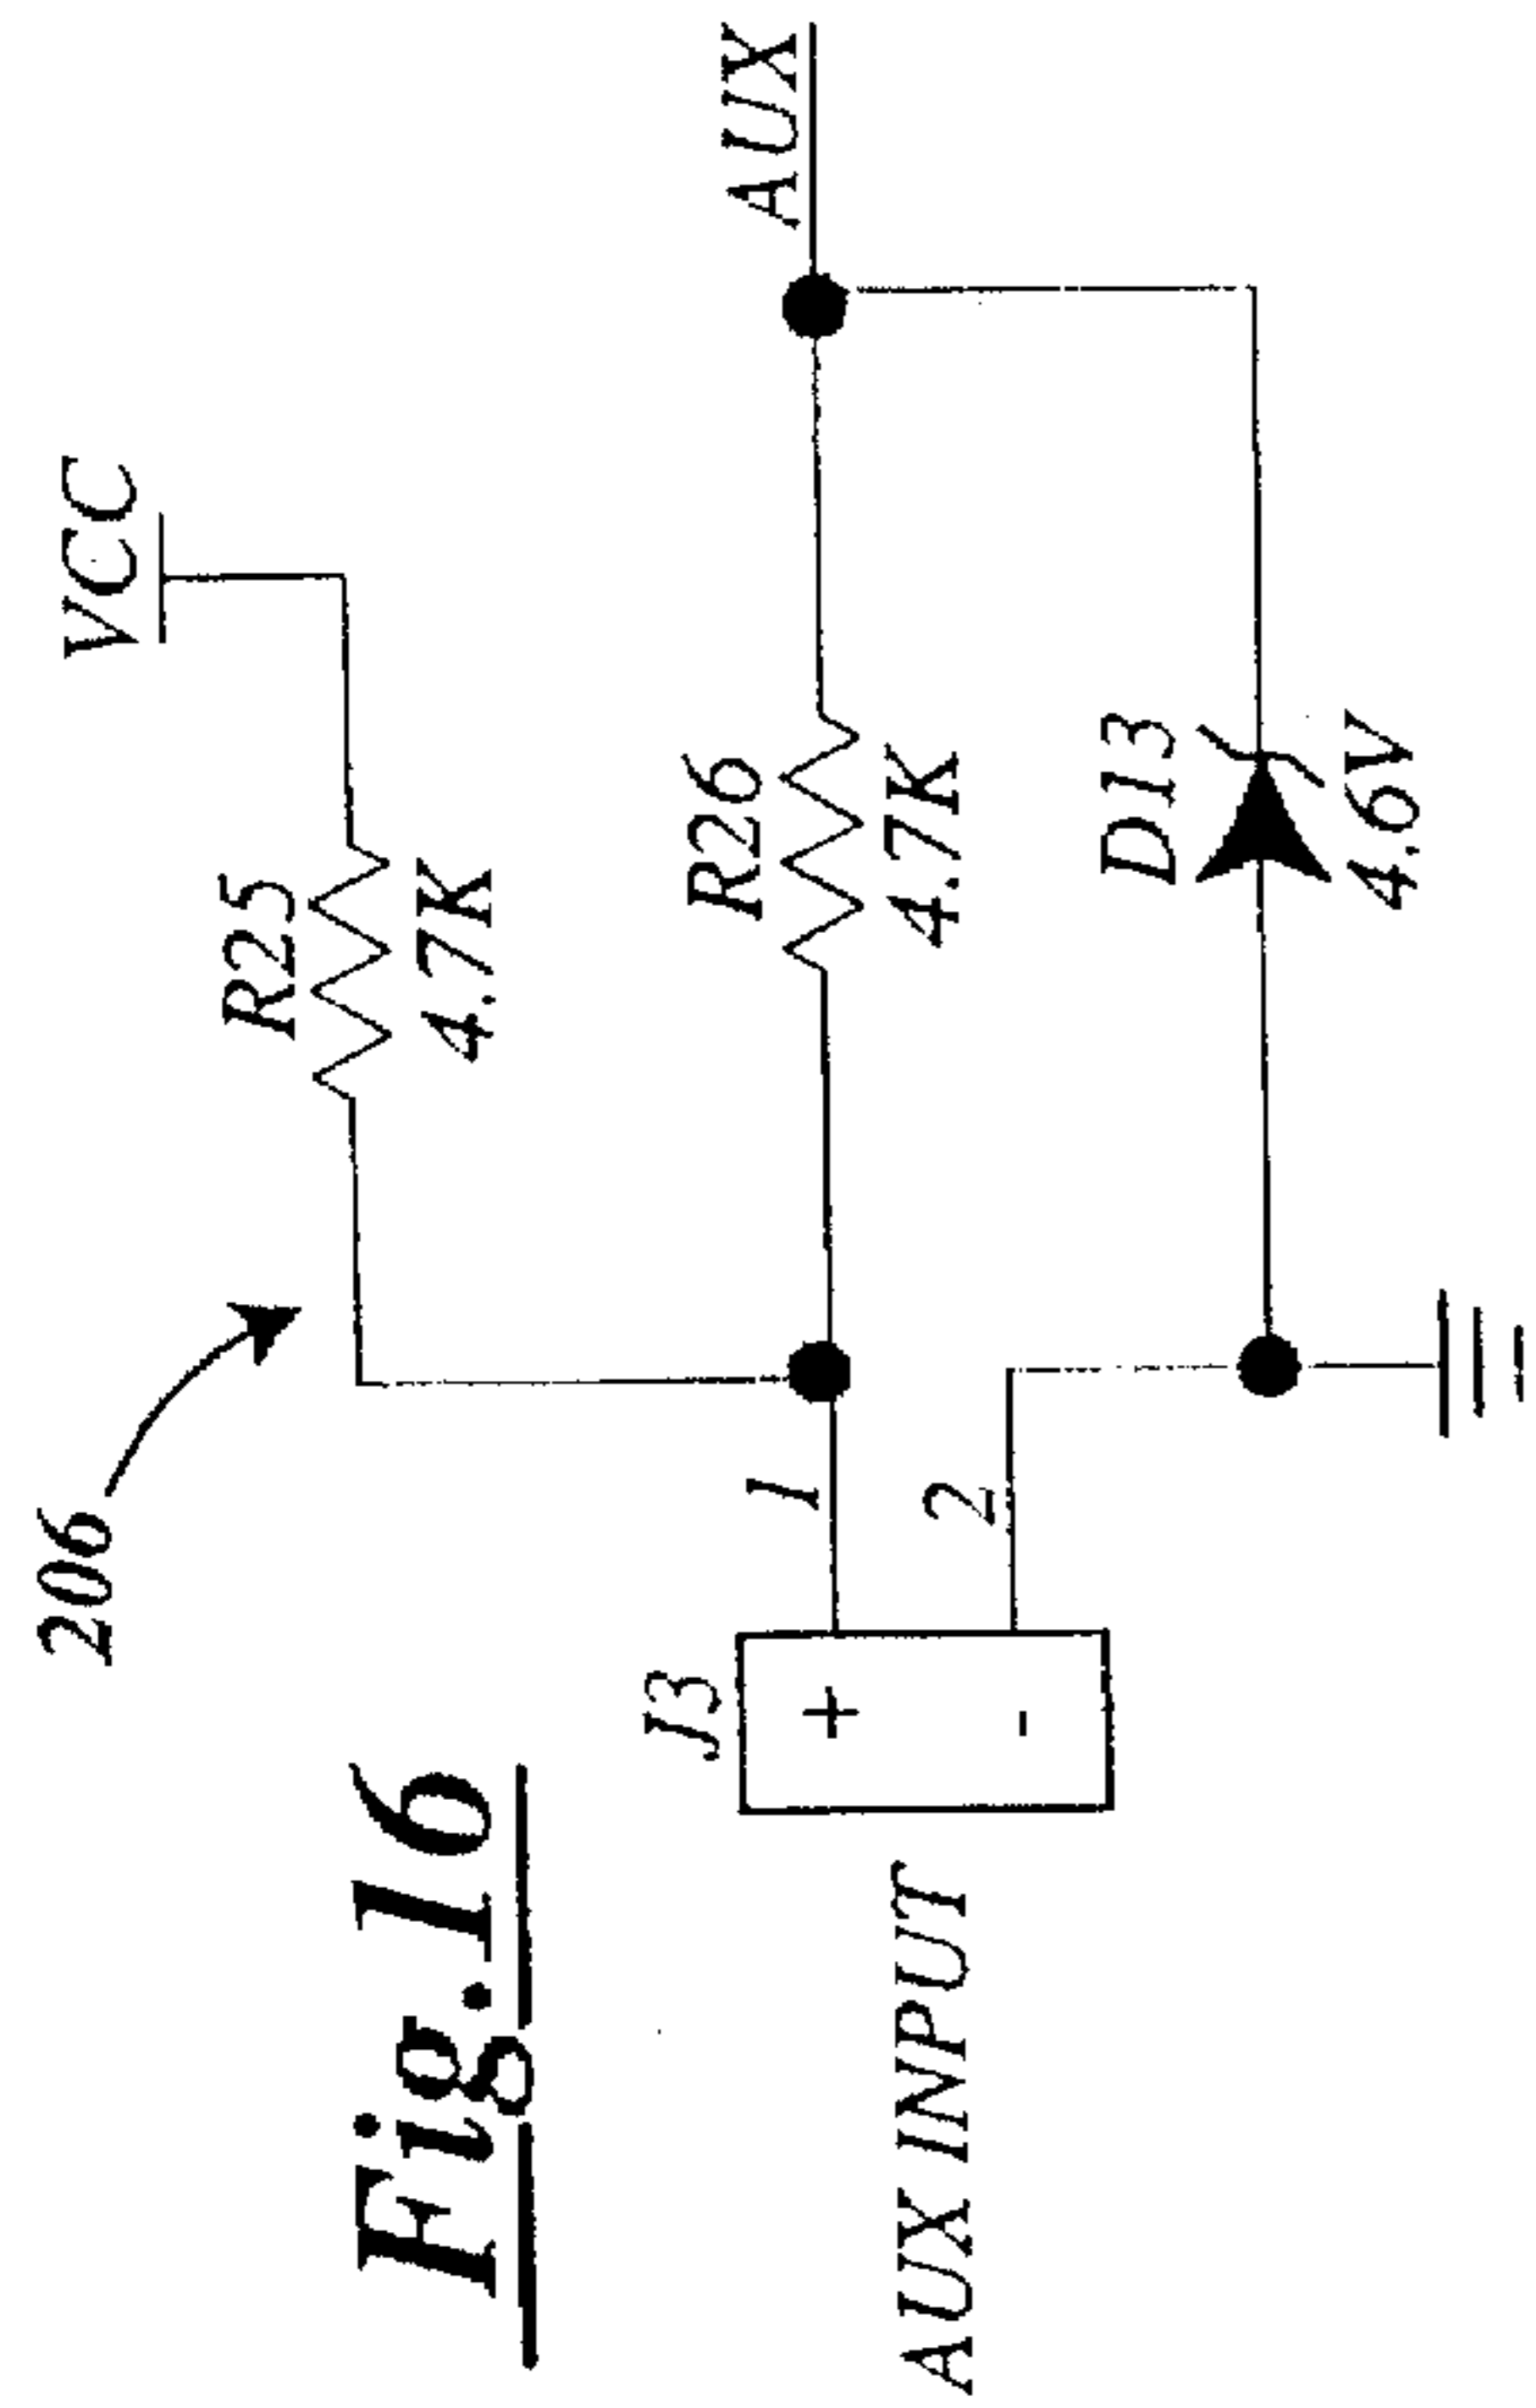 206
VCC
R25
4.7K
Fig.16
J3
+
-
1
2
R26
4.7K
AUX
AUX INPUT
D13
4.6V